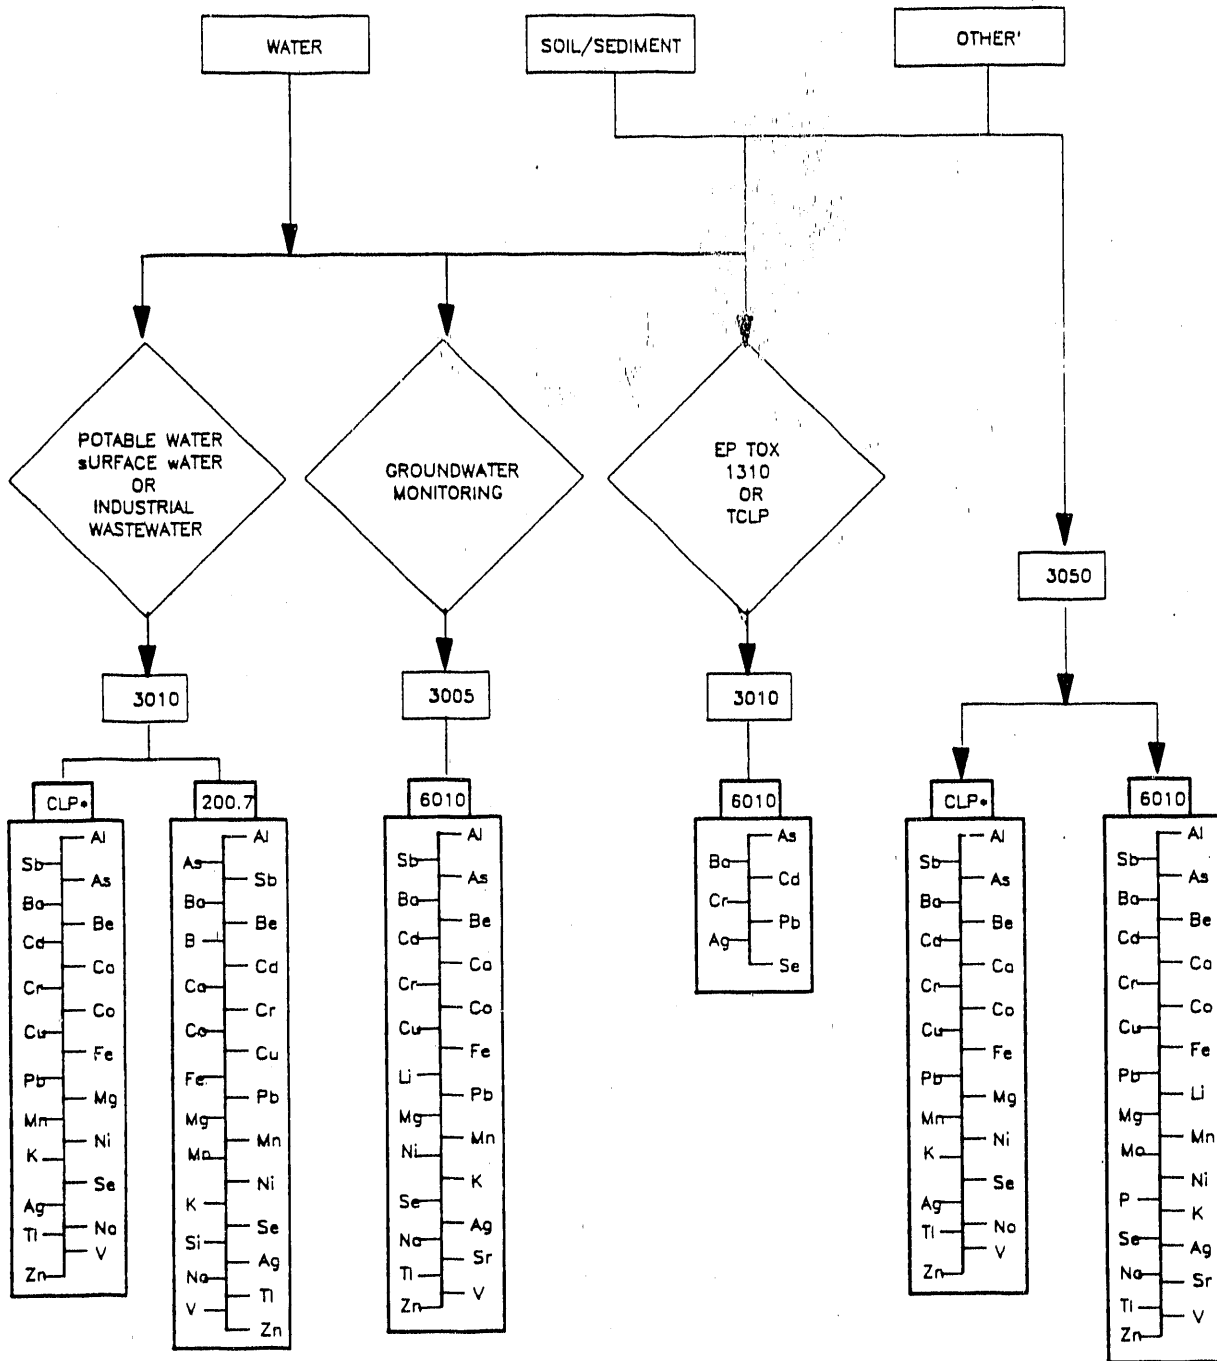 WATER
SOIL/SEDIMENT
OTHER'
POTABLE WATER
sURFACE wATER
OR
INDUSTRIAL
WASTEWATER
GROUNDWATER
MONITORING
EP TOX
1310
OR
TCLP
3050
3010
3005
3010
CLP*
Al
Sb
As
Ba
Be
Cd
Ca
Cr
Co
Cu
Fe
Pb
Mg
Mn
Ni
K
Se
Ag
Na
Tl
V
Zn
200.7
Al
As
Sb
Ba
Be
B
Cd
Ca
Cr
Co
Cu
Fe
Pb
Mg
Mn
Mo
Ni
K
Se
Si
Ag
Na
Tl
V
Zn
6010
Al
Sb
As
Ba
Be
Cd
Ca
Cr
Co
Cu
Fe
Li
Pb
Mg
Mn
Ni
K
Se
Ag
Na
Sr
Tl
V
Zn
6010
As
Ba
Cd
Cr
Pb
Ag
Se
CLP*
Al
Sb
As
Ba
Be
Cd
Ca
Cr
Co
Cu
Fe
Pb
Mg
Mn
Ni
K
Se
Ag
Na
Tl
V
Zn
6010
Al
Sb
As
Ba
Be
Cd
Ca
Cr
Co
Cu
Fe
Pb
Li
Mg
Mn
Mo
Ni
P
K
Se
Ag
Na
Sr
Tl
V
Zn